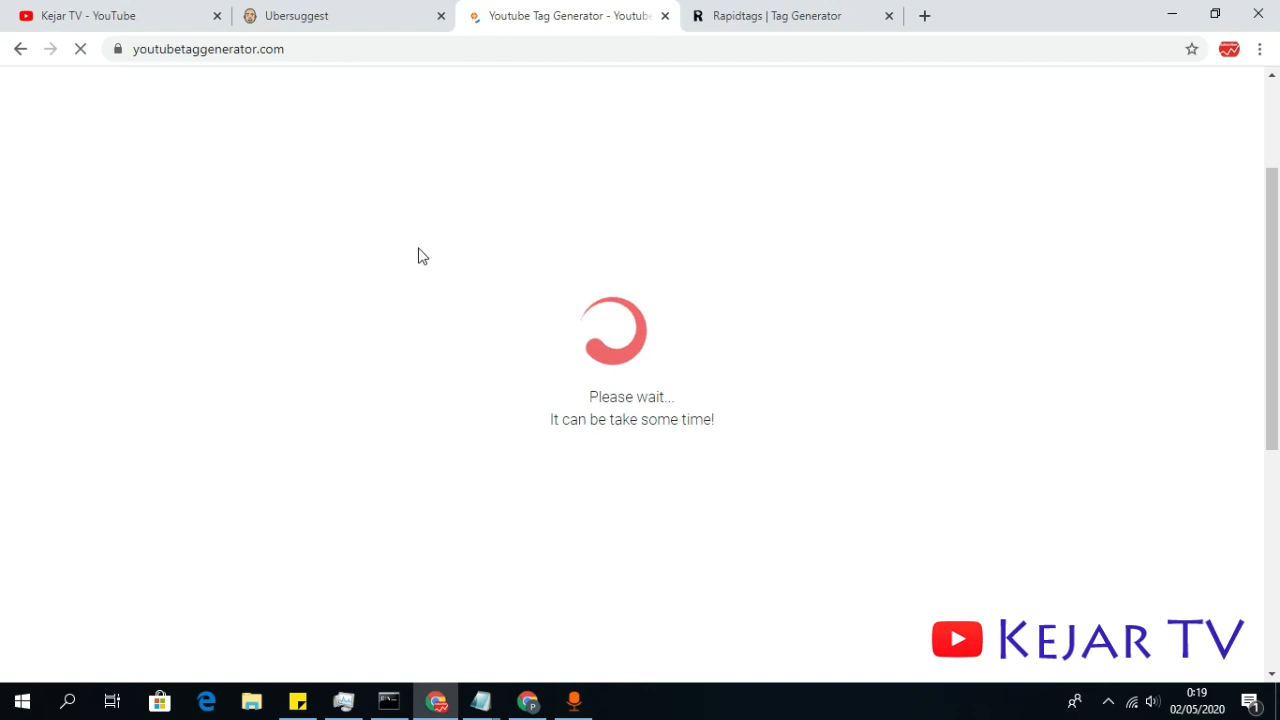 Kejar TV - YouTube
Ubersuggest
Youtube Tag Generator - Youtube
Rapidtags | Tag Generator
youtubetaggenerator.com
Please wait...
It can be take some time!
KEJAR TV
0:19
02/05/2020
1